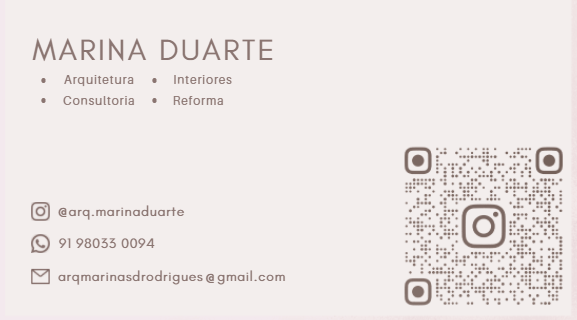 MARINA DUARTE
• Arquitetura • Interiores
• Consultoria • Reforma
@arq.marinaduarte
91 98033 0094
arqmarinasdrodrigues@gmail.com